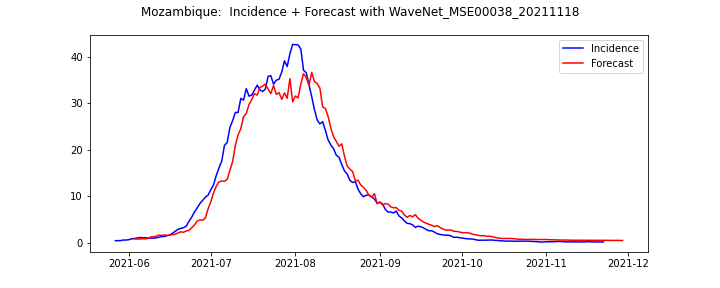 Mozambique:  Incidence + Forecast with WaveNet_MSE00038_20211118
Incidence
Forecast
40
30
20
10
0
2021-06 2021-07 2021-08 2021-09 2021-10 2021-11 2021-12